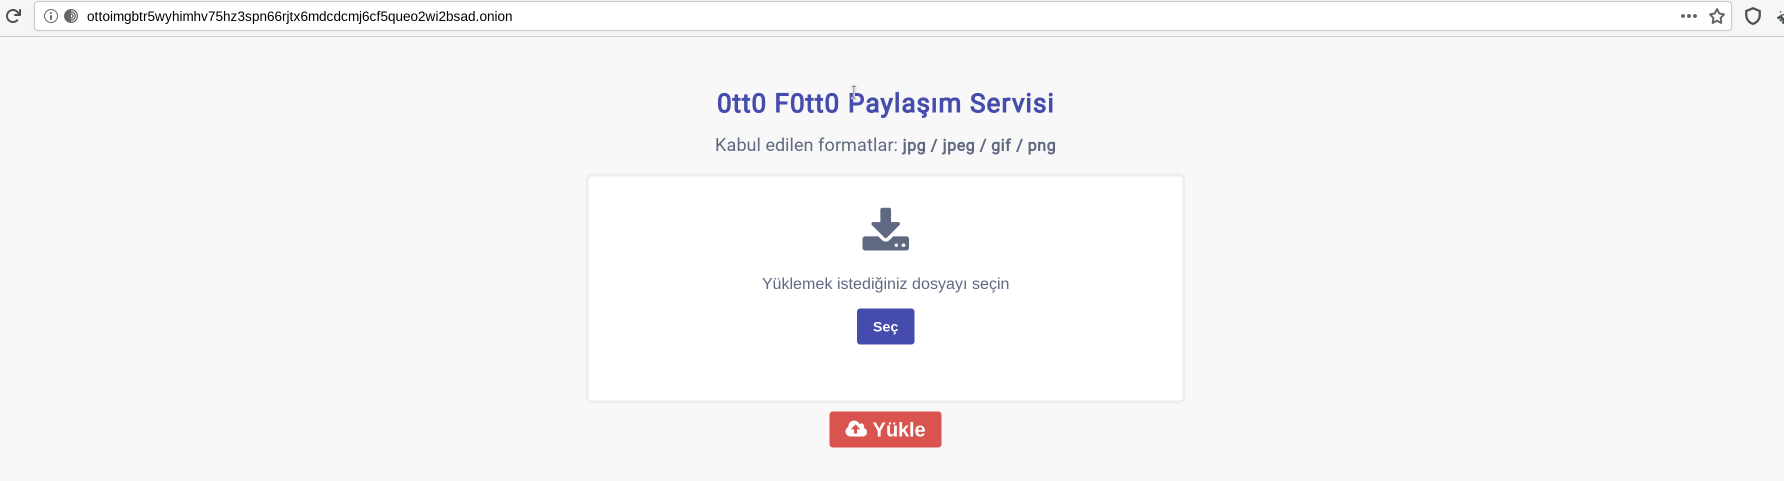 ottoimgbtr5wyhimhv75hz3spn66rjtx6mdcdcmj6cf5queo2wi2bsad.onion
0tt0 F0tt0 Paylaşım Servisi
Kabul edilen formatlar: jpg / jpeg / gif / png
Yüklemek istediğiniz dosyayı seçin
Seç
Yükle